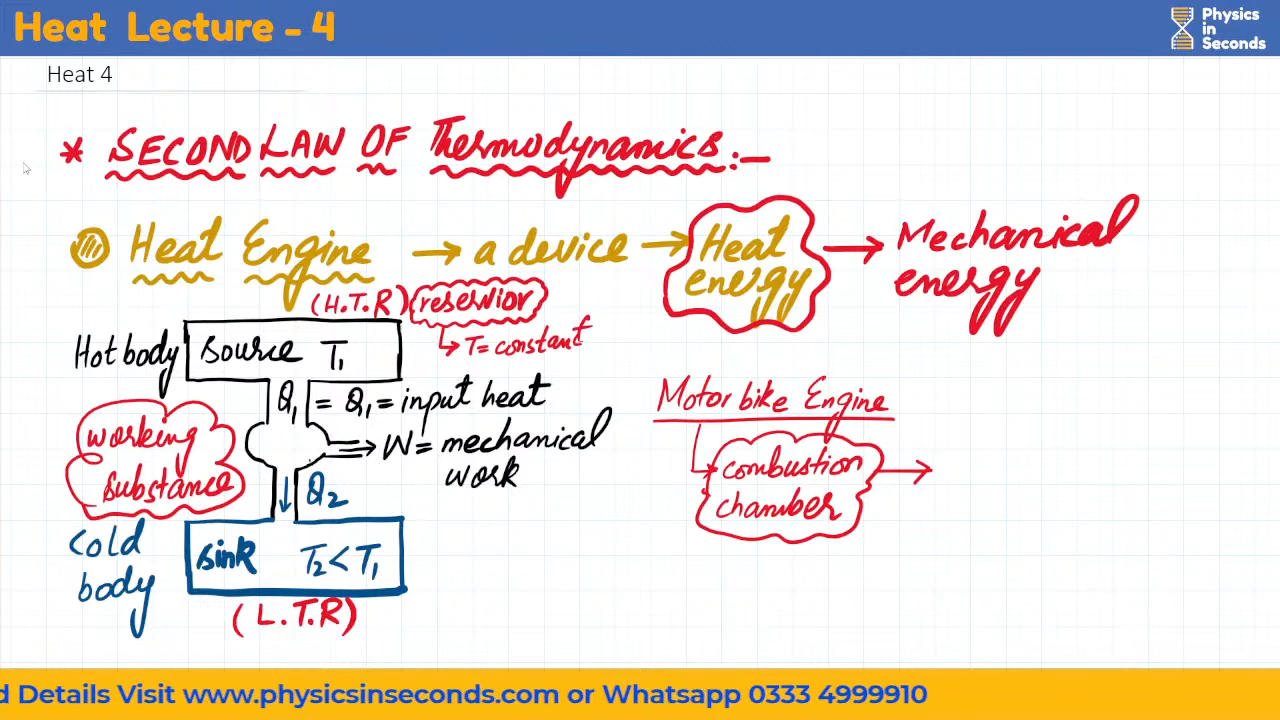 Heat Lecture - 4
Physics
in
Seconds
Heat 4
* SECOND LAW OF Thermodynamics :-
Heat Engine → a device → Heat energy → Mechanical energy
(H.T.R) reservior
T = constant
Hot body
Source T₁
Q₁ = Q₁ = input heat
working substance
⇒ W = mechanical work
↓ Q₂
Cold body
sink T₂ < T₁
(L.T.R)
Motor bike Engine
combustion chamber →
d Details Visit www.physicsinseconds.com or Whatsapp 0333 4999910